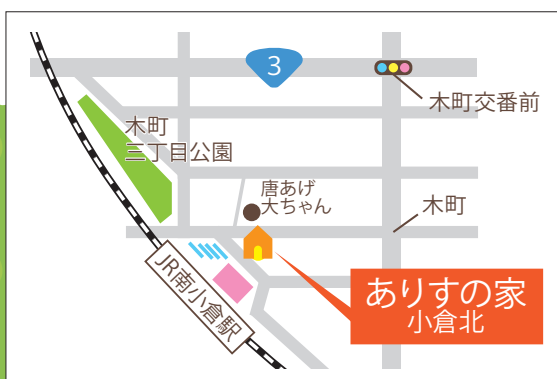 3
木町交番前
木町
三丁目公園
唐あげ
大ちゃん
木町
JR南小倉駅
ありすの家
小倉北